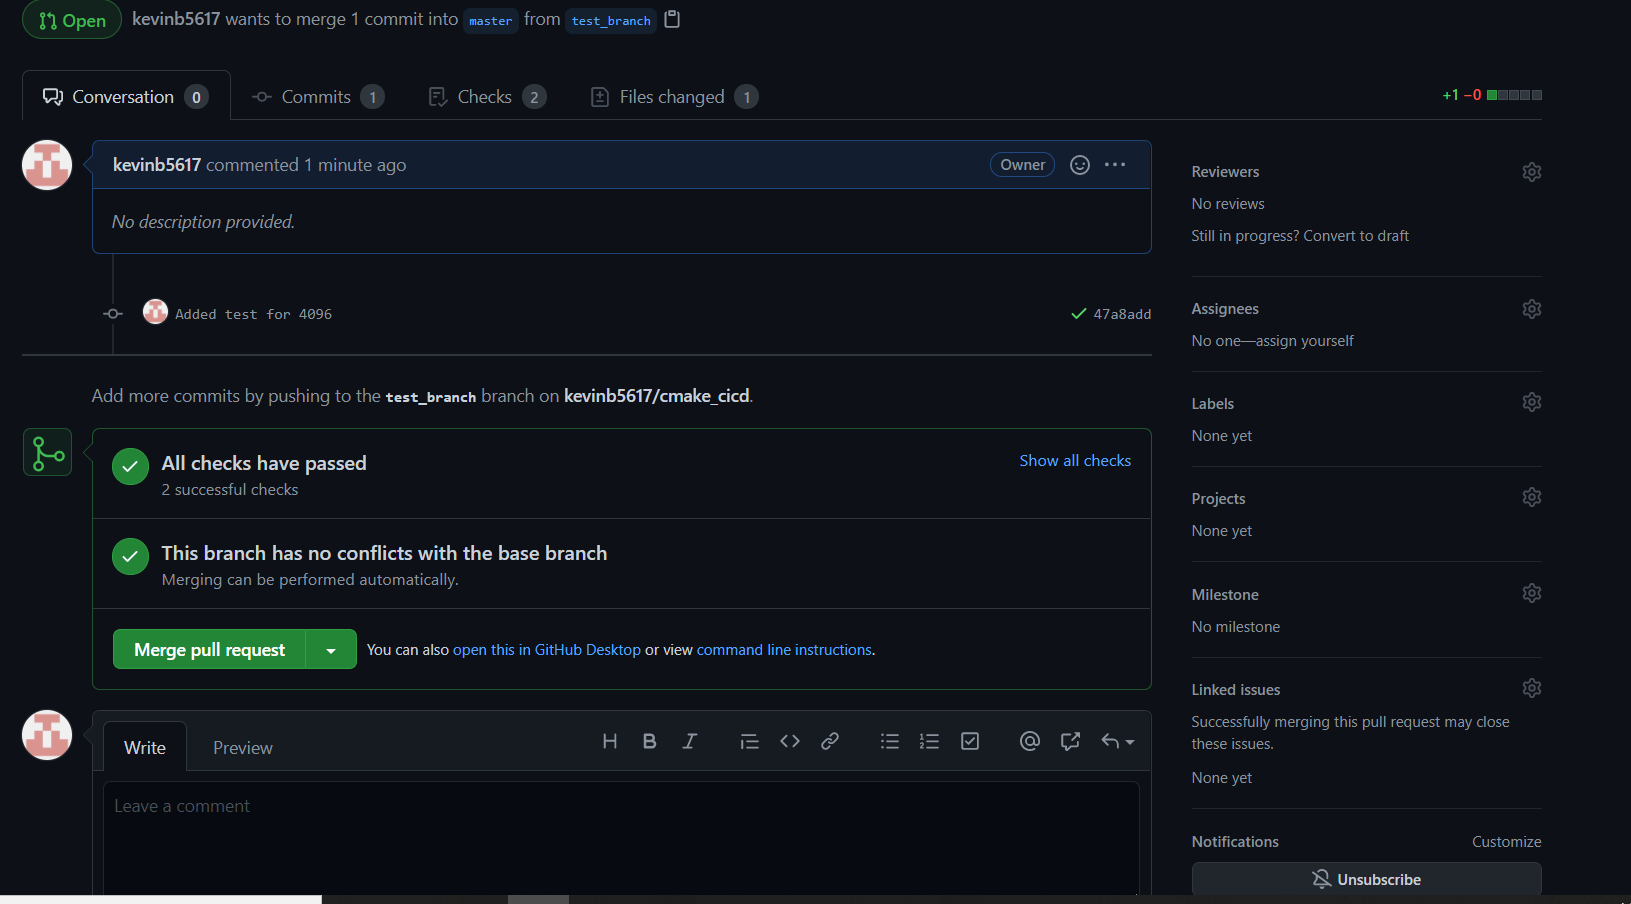 Open kevinb5617 wants to merge 1 commit into master from test_branch
Conversation 0 Commits 1 Checks 2 Files changed 1 +1 −0
kevinb5617 commented 1 minute ago Owner
No description provided.
Added test for 4096 47a8add
Add more commits by pushing to the test_branch branch on kevinb5617/cmake_cicd.
All checks have passed Show all checks
2 successful checks
This branch has no conflicts with the base branch
Merging can be performed automatically.
Merge pull request You can also open this in GitHub Desktop or view command line instructions.
Write Preview
Leave a comment
Reviewers
No reviews
Still in progress? Convert to draft
Assignees
No one—assign yourself
Labels
None yet
Projects
None yet
Milestone
No milestone
Linked issues
Successfully merging this pull request may close
these issues.
None yet
Notifications Customize
Unsubscribe